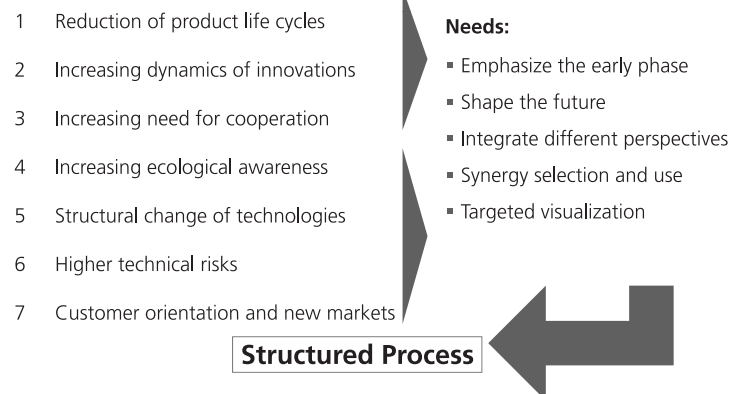 1 Reduction of product life cycles
2 Increasing dynamics of innovations
3 Increasing need for cooperation
4 Increasing ecological awareness
5 Structural change of technologies
6 Higher technical risks
7 Customer orientation and new markets
Needs:
▪ Emphasize the early phase
▪ Shape the future
▪ Integrate different perspectives
▪ Synergy selection and use
▪ Targeted visualization
Structured Process